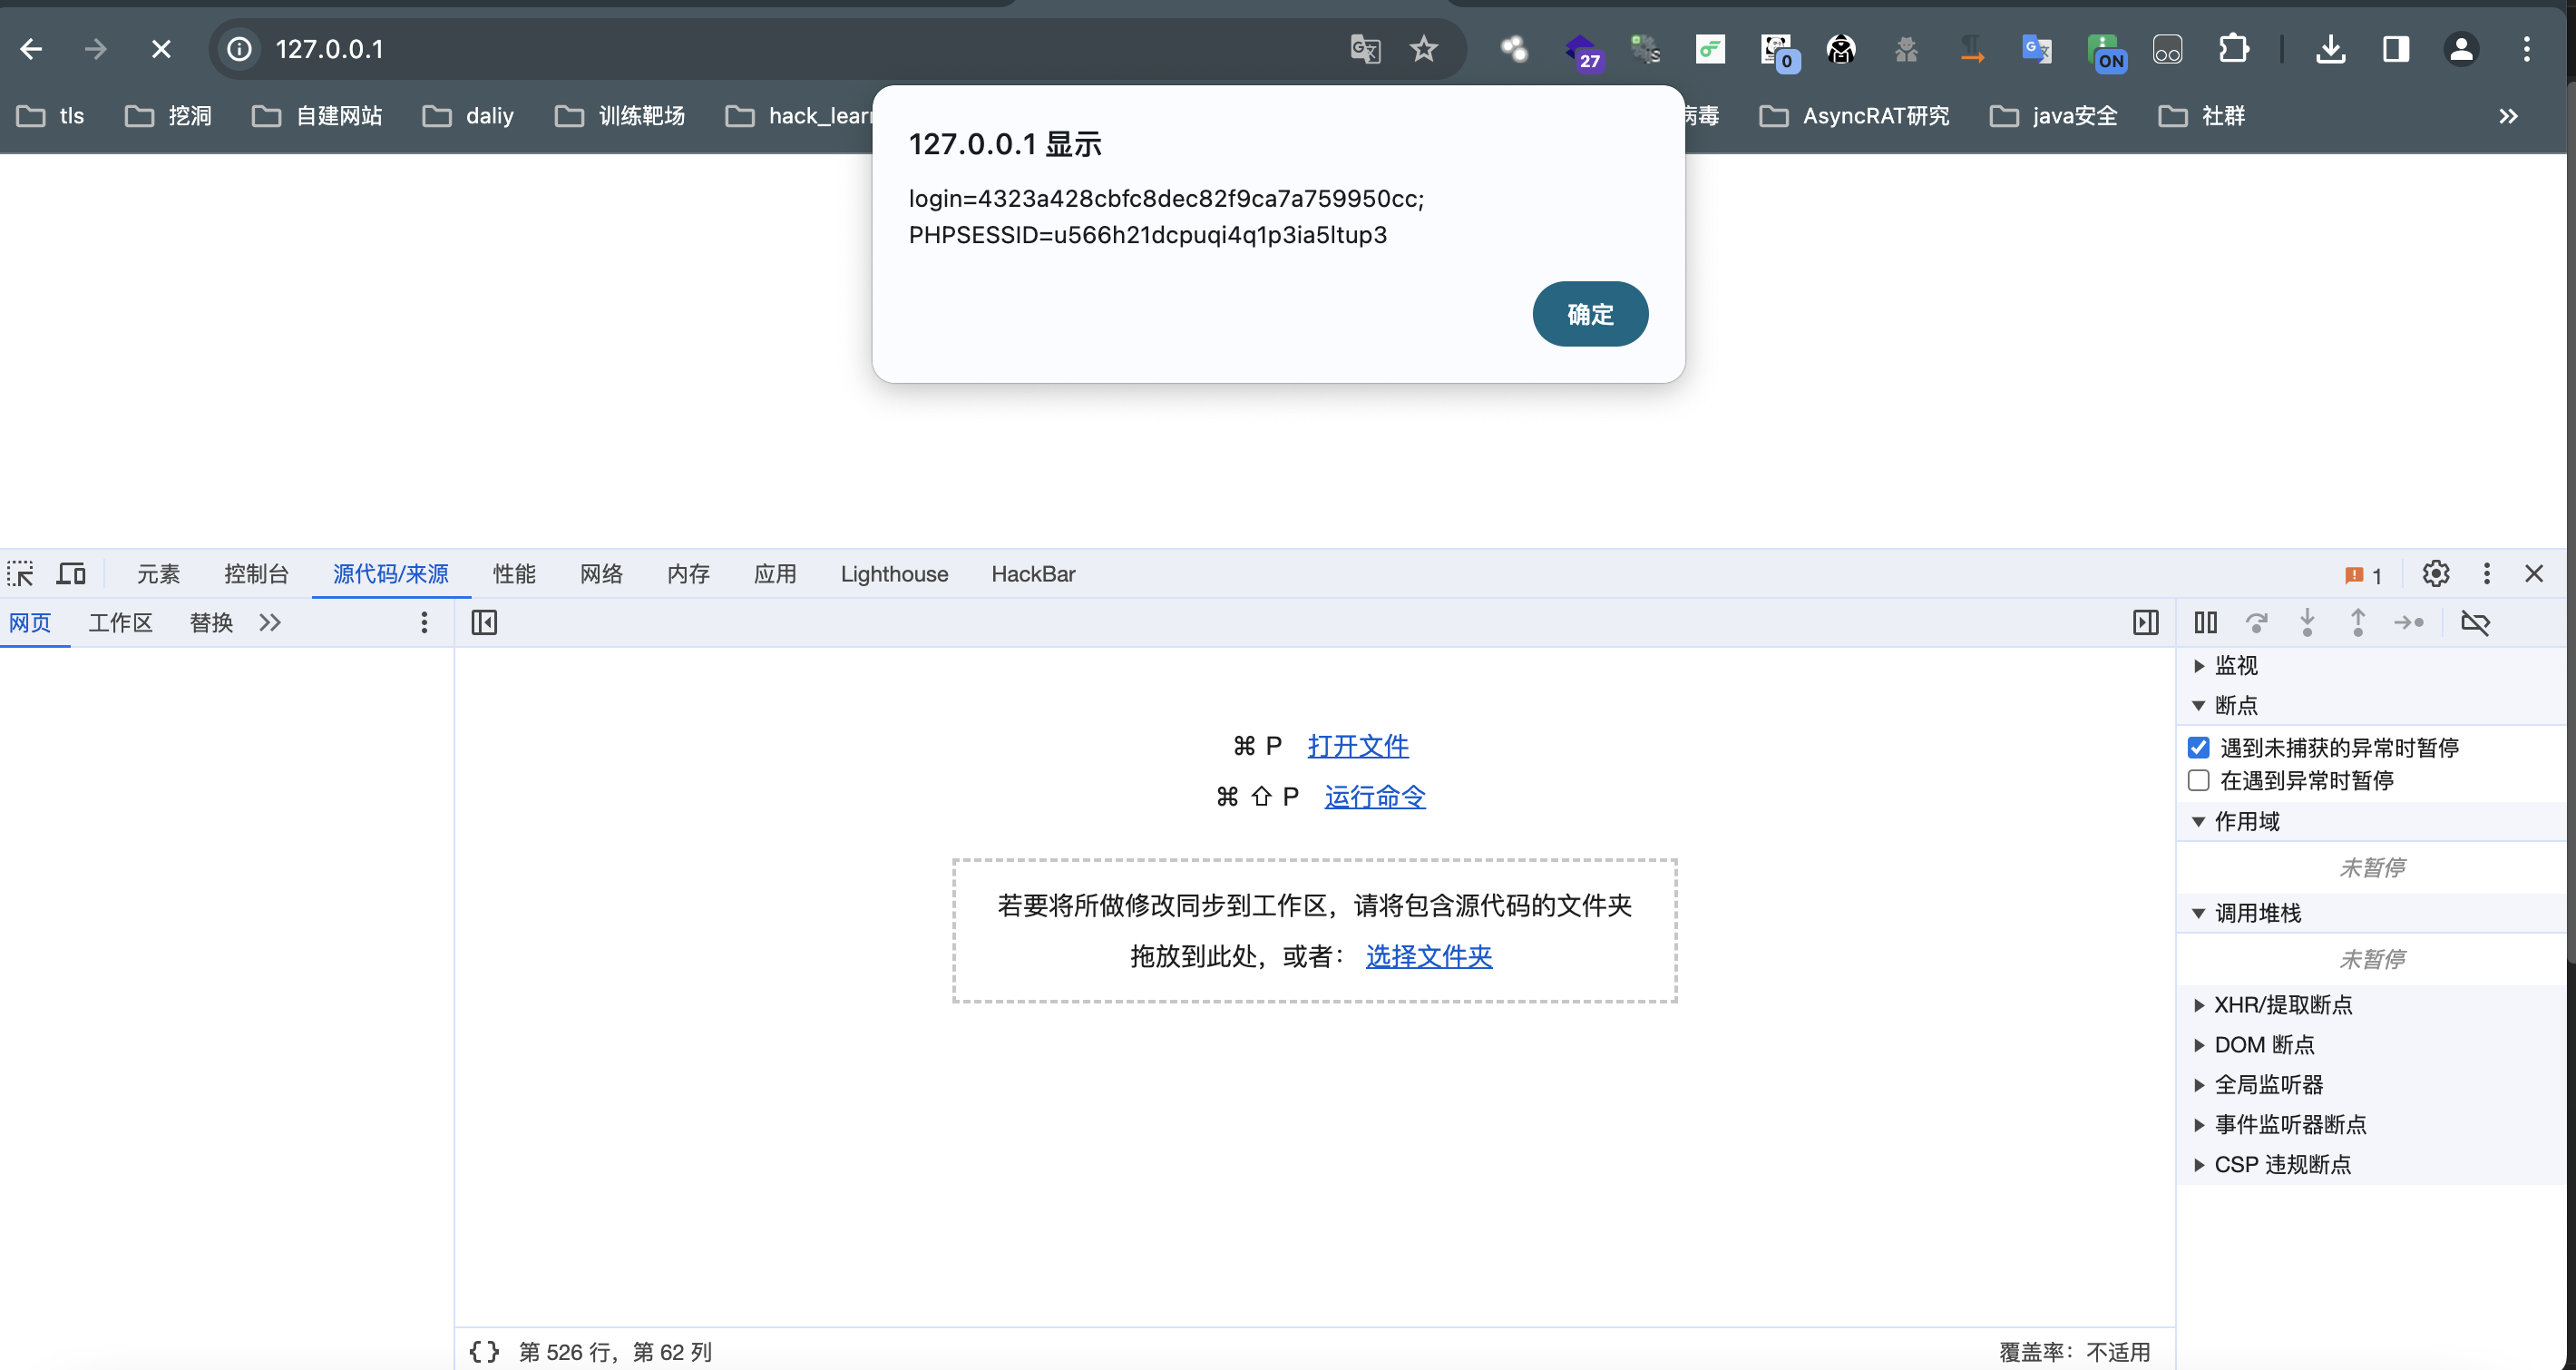 127.0.0.1
27
0
ON
tls
挖洞
自建网站
daliy
训练靶场
hack_lear
病毒
AsyncRAT研究
java安全
社群
127.0.0.1 显示
login=4323a428cbfc8dec82f9ca7a759950cc;
PHPSESSID=u566h21dcpuqi4q1p3ia5ltup3
确定
元素
控制台
源代码/来源
性能
网络
内存
应用
Lighthouse
HackBar
1
网页
工作区
替换
⌘ P 打开文件
⌘ ⇧ P 运行命令
若要将所做修改同步到工作区，请将包含源代码的文件夹
拖放到此处，或者： 选择文件夹
监视
断点
遇到未捕获的异常时暂停
在遇到异常时暂停
作用域
未暂停
调用堆栈
未暂停
XHR/提取断点
DOM 断点
全局监听器
事件监听器断点
CSP 违规断点
{ } 第 526 行，第 62 列
覆盖率：不适用